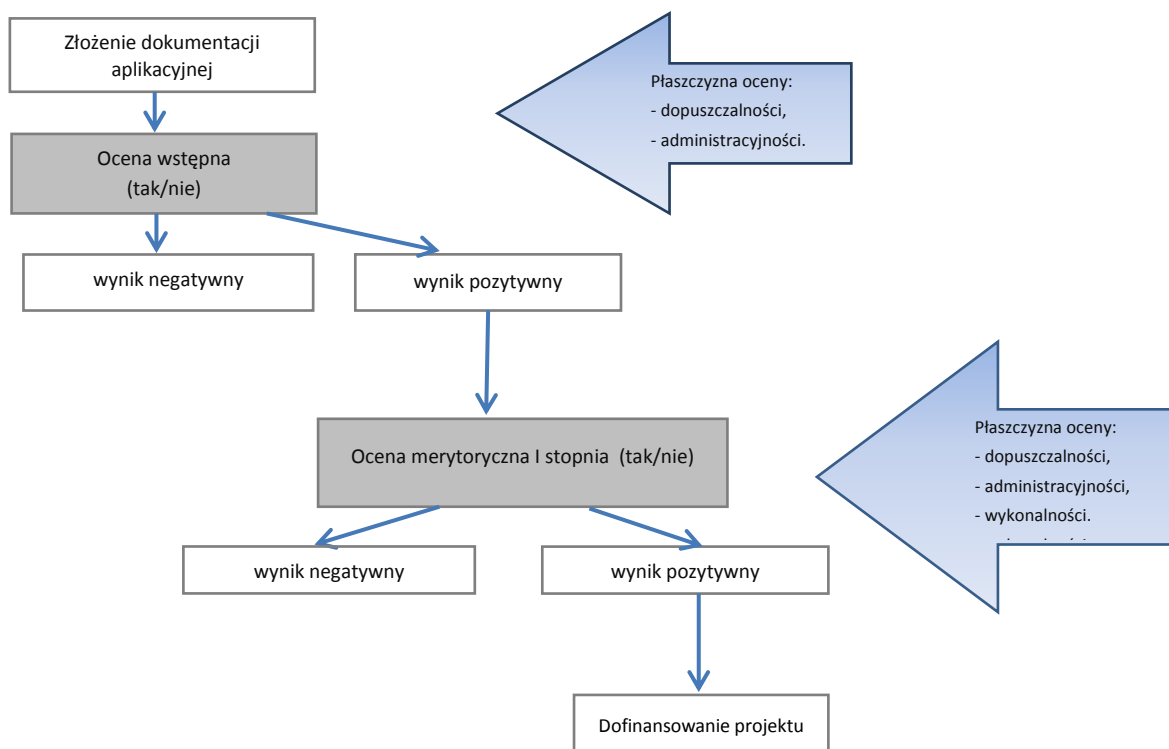 Złożenie dokumentacji
aplikacyjnej
Płaszczyzna oceny:
- dopuszczalności,
- administracyjności.
Ocena wstępna
(tak/nie)
wynik negatywny
wynik pozytywny
Ocena merytoryczna I stopnia (tak/nie)
Płaszczyzna oceny:
- dopuszczalności,
- administracyjności,
- wykonalności.
wynik negatywny
wynik pozytywny
Dofinansowanie projektu